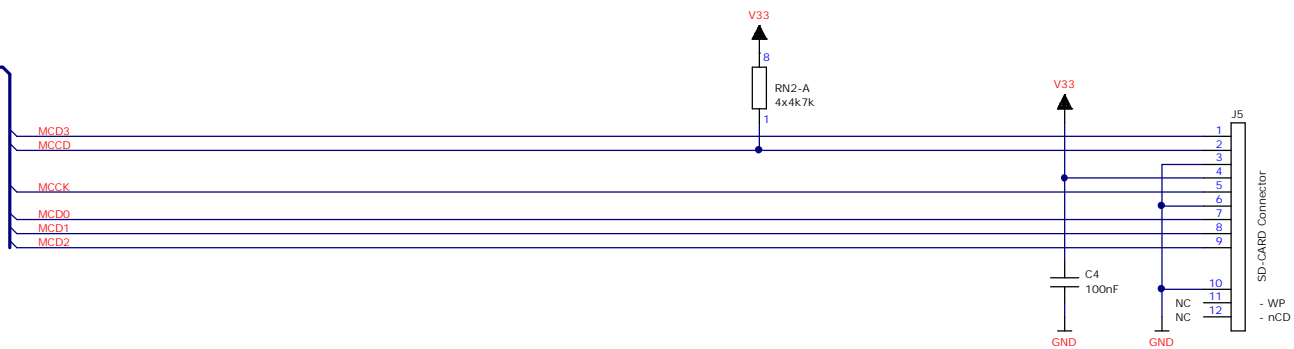 V33
8
RN2-A
4x4k7k
1
V33
J5
MCD3
1
MCCD
2
3
4
MCCK
5
6
MCD0
7
MCD1
8
MCD2
9
SD-CARD Connector
C4
100nF
10
NC 11 - WP
NC 12 - nCD
GND
GND